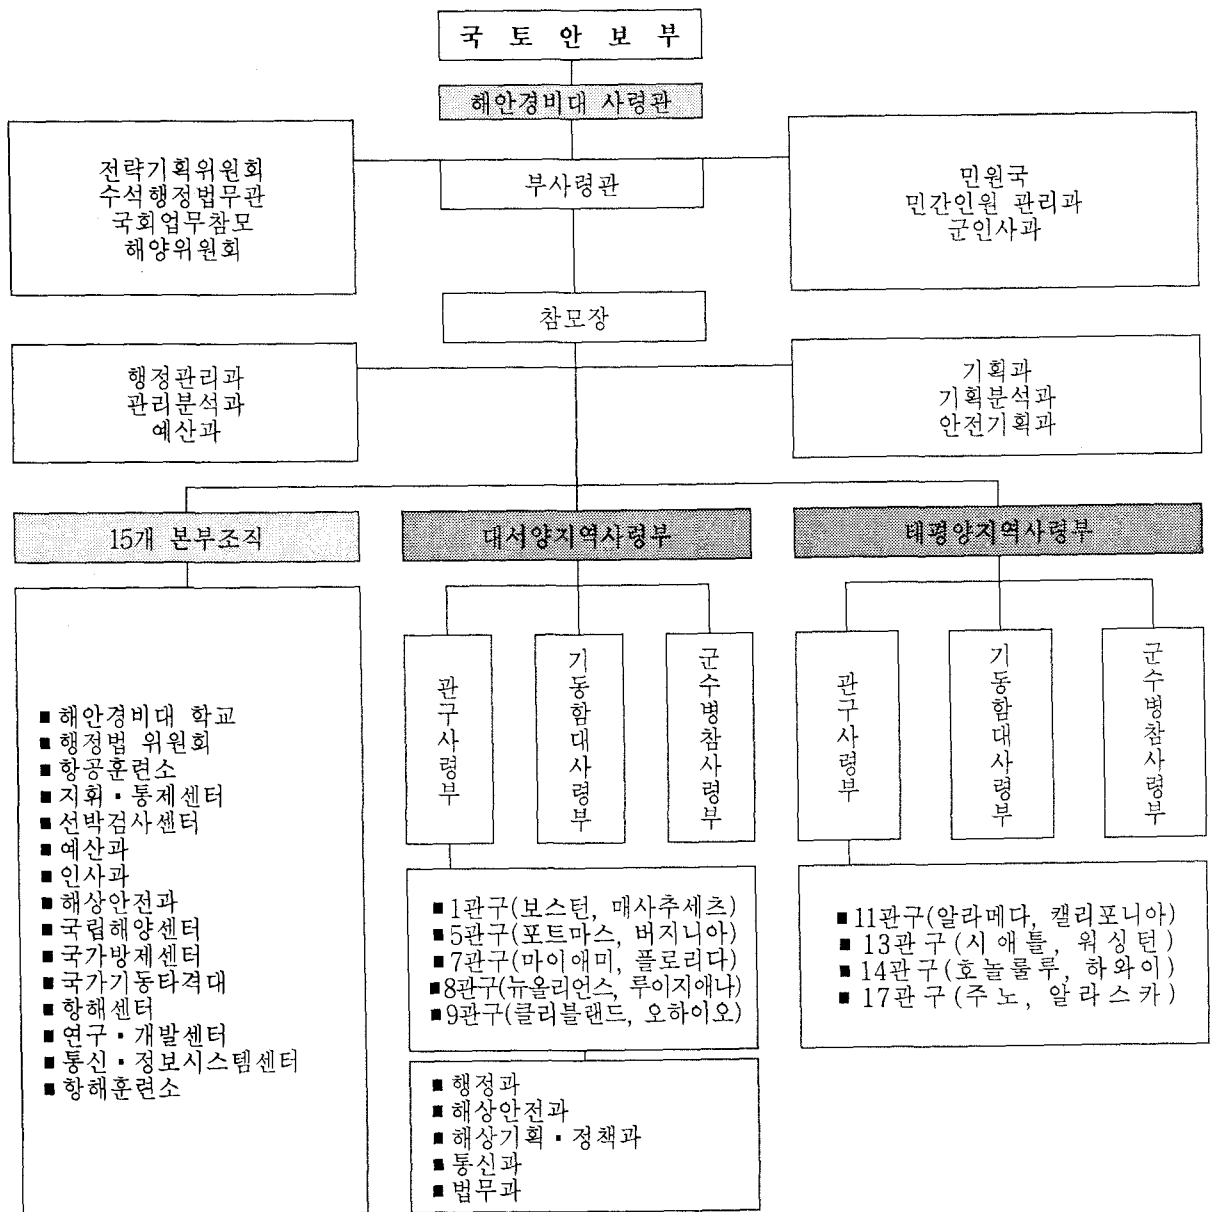 국 토 안 보 부
해안경비대 사령관
전략기획위원회
수석행정법무관
국회업무참모
해양위원회
부사령관
민원국
민간인원 관리과
군인사과
참모장
행정관리과
관리분석과
예산과
기획과
기획분석과
안전기획과
15개 본부조직
대서양지역사령부
태평양지역사령부
■ 해안경비대 학교
■ 행정법 위원회
■ 항공훈련소
■ 지휘・통제센터
■ 선박검사센터
■ 예산과
■ 인사과
■ 해상안전과
■ 국립해양센터
■ 국가방제센터
■ 국가기동타격대
■ 항해센터
■ 연구・개발센터
■ 통신・정보시스템센터
■ 항해훈련소
관구사령부
기동함대사령부
군수병참사령부
관구사령부
기동함대사령부
군수병참사령부
■ 1관구(보스턴, 매사추세츠)
■ 5관구(포트마스, 버지니아)
■ 7관구(마이애미, 플로리다)
■ 8관구(뉴올리언스, 루이지애나)
■ 9관구(클리블랜드, 오하이오)
■ 11관구(알라메다, 캘리포니아)
■ 13관구(시애틀, 워싱턴)
■ 14관구(호놀룰루, 하와이)
■ 17관구(주노, 알라스카)
■ 행정과
■ 해상안전과
■ 해상기획・정책과
■ 통신과
■ 법무과